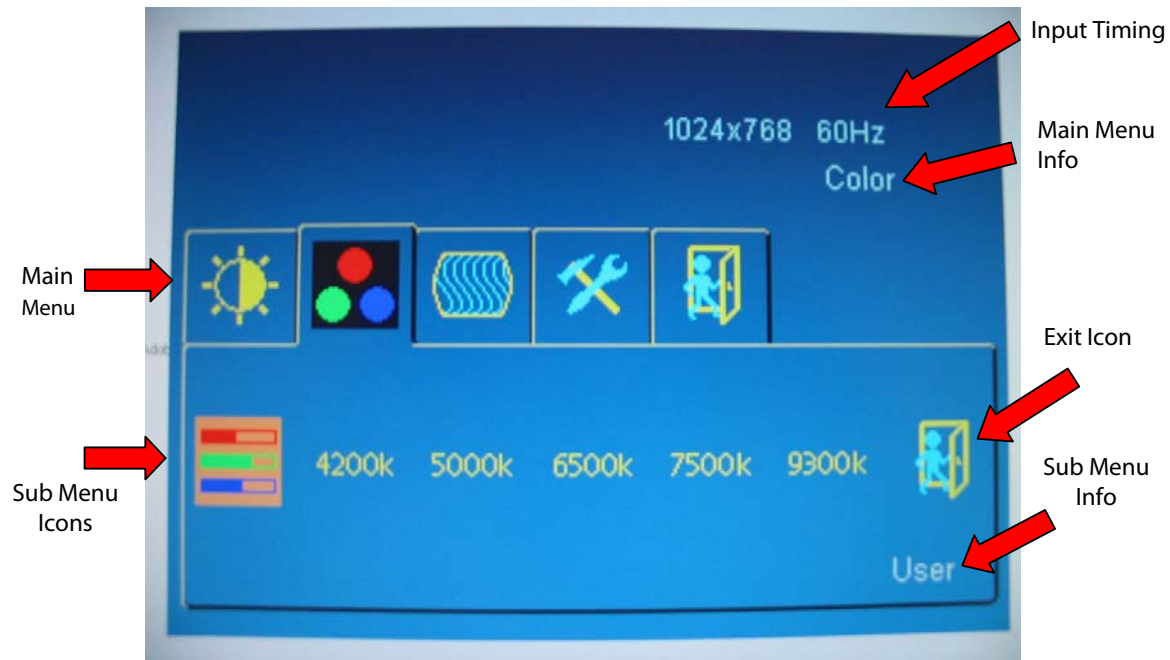 Input Timing
1024x768 60Hz
Main Menu
Info
Color
Main
Menu
Adob
Exit Icon
4200k 5000k 6500k 7500k 9300k
Sub Menu
Icons
Sub Menu
Info
User